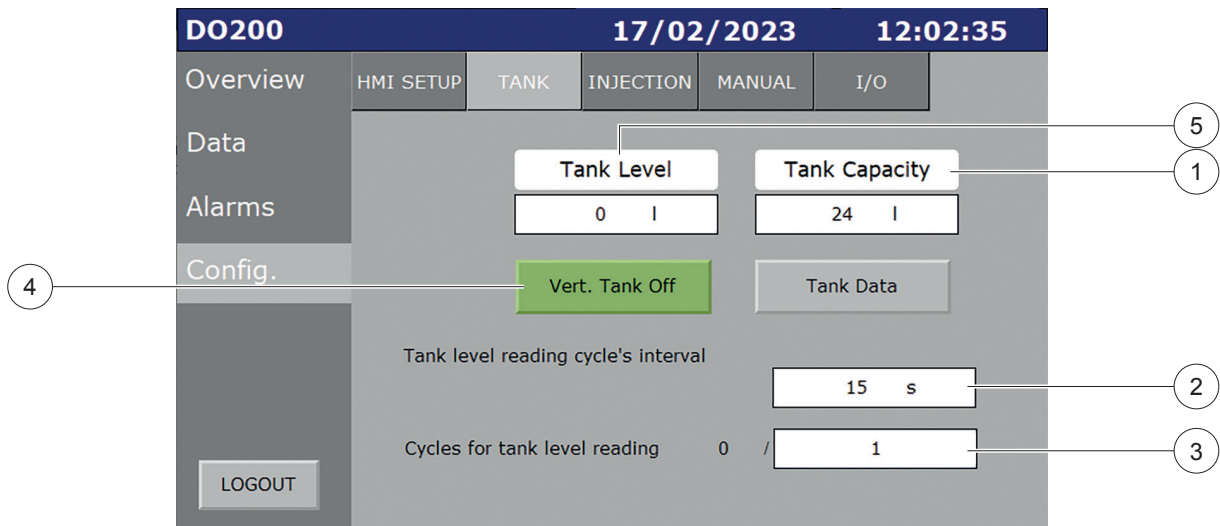 DO200 17/02/2023 12:02:35
Overview
HMI SETUP TANK INJECTION MANUAL I/O
5
Data
Tank Level Tank Capacity
1
Alarms
0 l 24 l
Config.
4
Vert. Tank Off Tank Data
Tank level reading cycle's interval
15 s
2
Cycles for tank level reading 0 / 1
3
LOGOUT